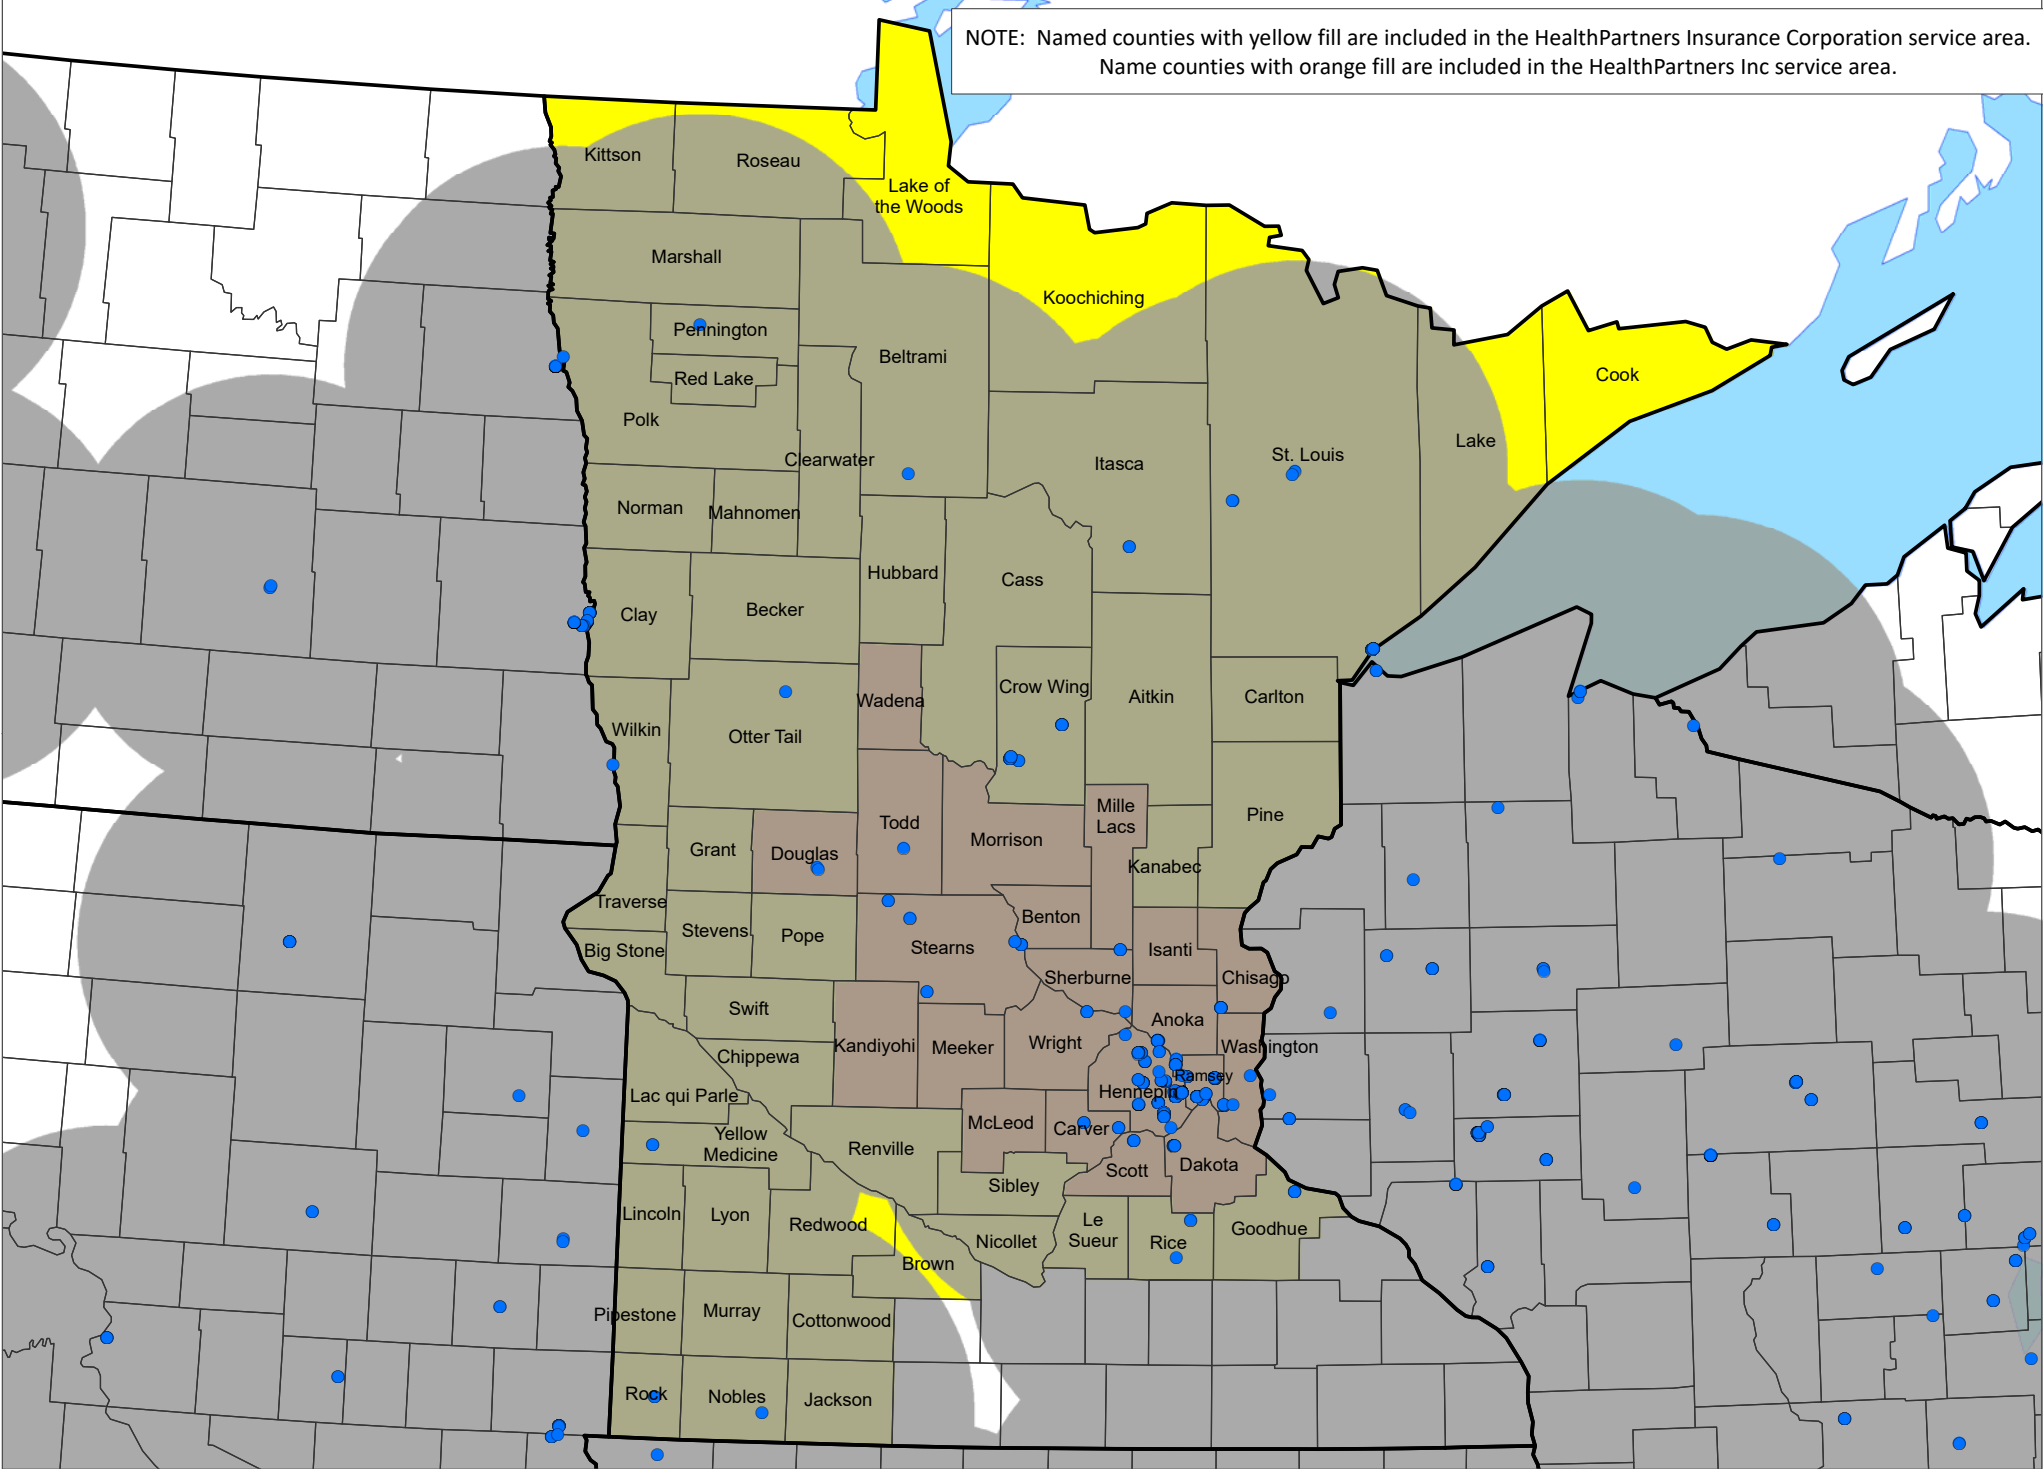 NOTE: Named counties with yellow fill are included in the HealthPartners Insurance Corporation service area.
Name counties with orange fill are included in the HealthPartners Inc service area.
Kittson
Roseau
Lake of
the Woods
Marshall
Koochiching
Pennington
Beltrami
Red Lake
Cook
Polk
Clearwater
Itasca
St. Louis
Lake
Norman
Mahnomen
Hubbard
Cass
Clay
Becker
Crow Wing
Aitkin
Carlton
Wadena
Wilkin
Otter Tail
Mille
Lacs
Todd
Morrison
Pine
Grant
Douglas
Kanabec
Traverse
Benton
Stevens
Pope
Stearns
Isanti
Big Stone
Sherburne
Chisago
Swift
Anoka
Kandiyohi
Meeker
Wright
Washington
Chippewa
Ramsey
Lac qui Parle
Hennepin
McLeod
Carver
Yellow
Medicine
Renville
Scott
Dakota
Sibley
Lincoln
Lyon
Redwood
Le
Sueur
Rice
Goodhue
Nicollet
Brown
Pipestone
Murray
Cottonwood
Rock
Nobles
Jackson